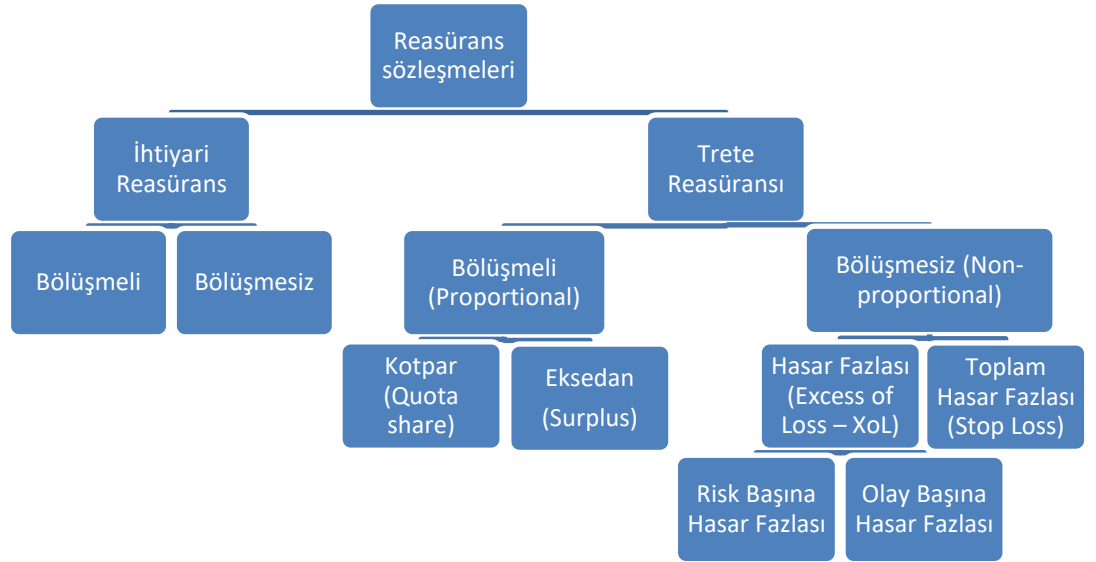 Reasürans
sözleşmeleri
İhtiyari
Reasürans
Trete
Reasüransı
Bölüşmeli
Bölüşmesiz
Bölüşmeli
(Proportional)
Bölüşmesiz (Non-
proportional)
Kotpar
(Quota
share)
Eksedan
(Surplus)
Hasar Fazlası
(Excess of
Loss – XoL)
Toplam
Hasar Fazlası
(Stop Loss)
Risk Başına
Hasar Fazlası
Olay Başına
Hasar Fazlası